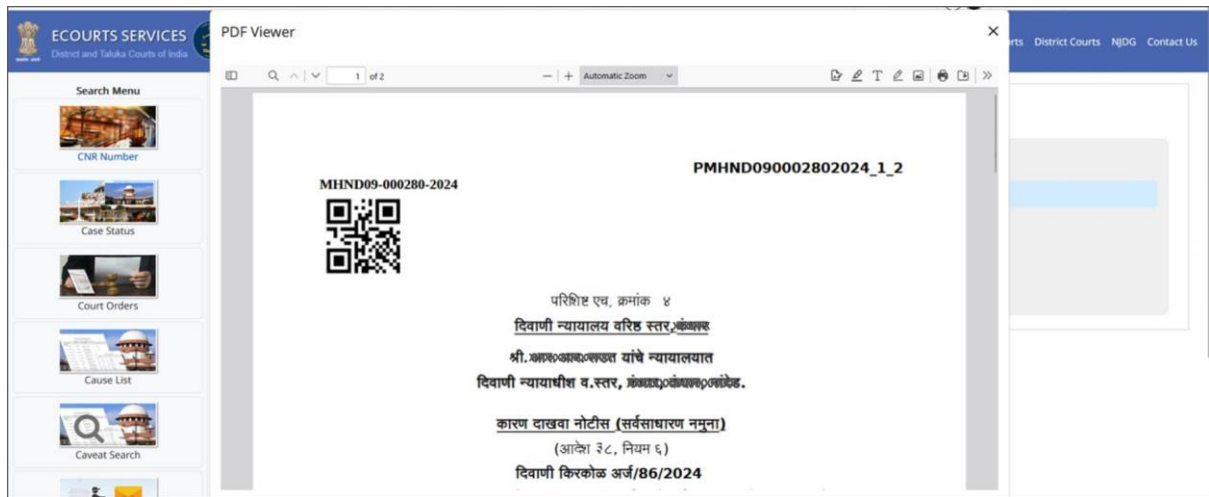 ECOURTS SERVICES
District and Taluka Courts of India
PDF Viewer
District Courts NJDG Contact Us
Search Menu
1 of 2
Automatic Zoom
CNR Number
Case Status
Court Orders
Cause List
Caveat Search
PMHND090002802024_1_2
MHND09-000280-2024
परिशिष्ट एच, क्रमांक ४
दिवाणी न्यायालय वरिष्ठ स्तर,
श्री. यांचे न्यायालयात
दिवाणी न्यायाधीश व.स्तर,
कारण दाखवा नोटीस (सर्वसाधारण नमुना)
(आदेश ३८, नियम ६)
दिवाणी किरकोळ अर्ज/86/2024